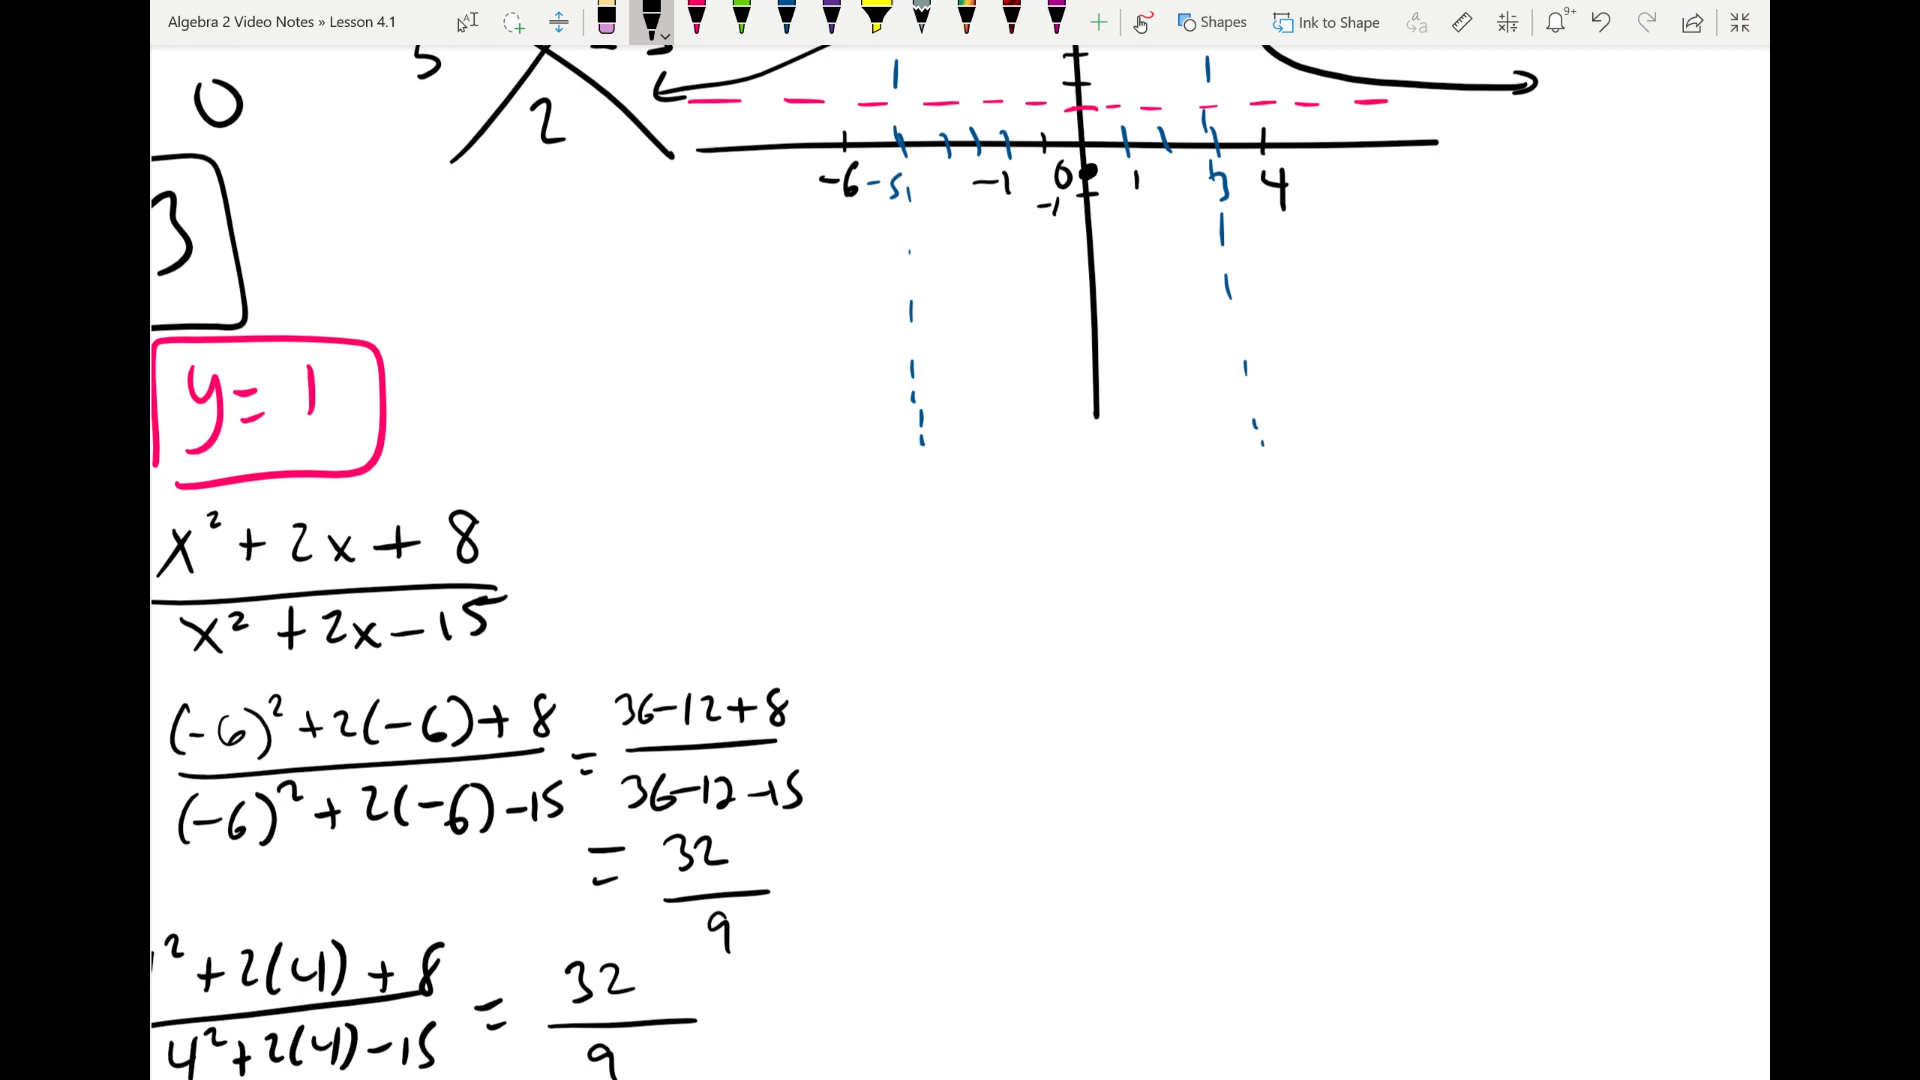 Algebra 2 Video Notes » Lesson 4.1
9+
Shapes
Ink to Shape
5
0
2
-6 -5 -1 0 1 3 4
-1
3
y = 1
x² + 2x + 8
x² + 2x - 15
(-6)² + 2(-6) + 8 = 36-12+8
(-6)² + 2(-6) - 15 36-12-15
= 32
9
² + 2(4) + 8 = 32
4² + 2(4) - 15 9